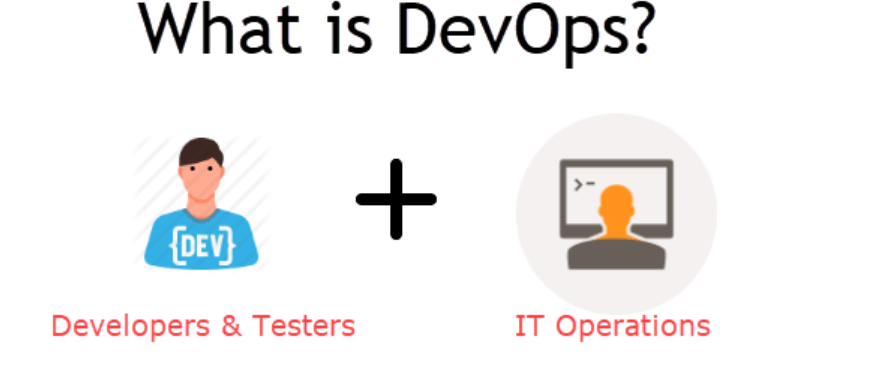 What is DevOps?
{DEV}
>-
Developers & Testers
IT Operations